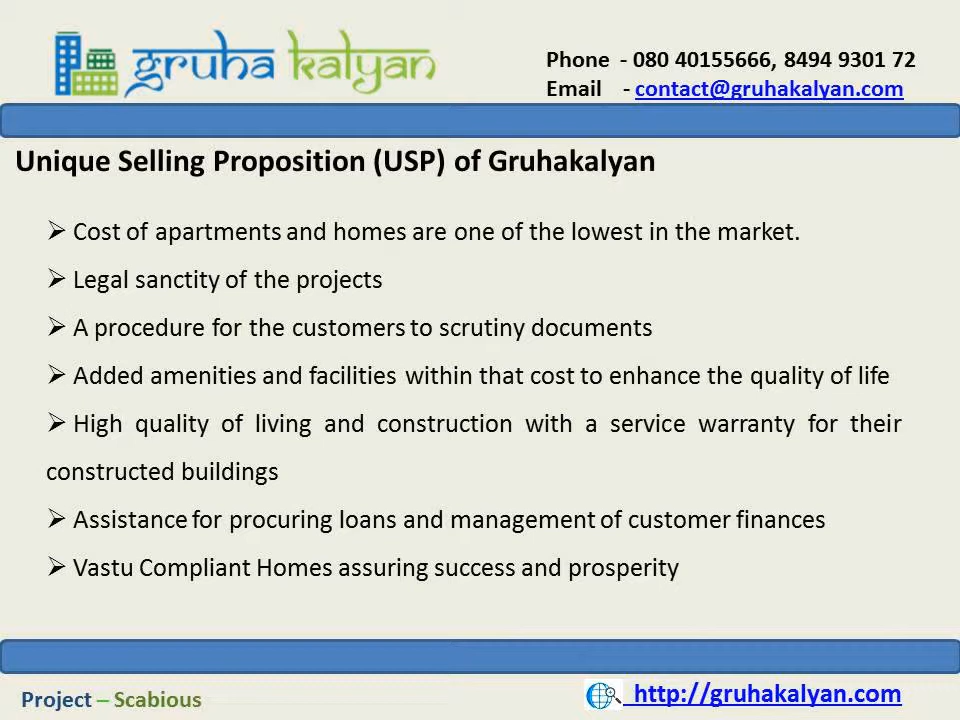 gruha kalyan
Phone - 080 40155666, 8494 9301 72
Email - contact@gruhakalyan.com
Unique Selling Proposition (USP) of Gruhakalyan
➢ Cost of apartments and homes are one of the lowest in the market.
➢ Legal sanctity of the projects
➢ A procedure for the customers to scrutiny documents
➢ Added amenities and facilities within that cost to enhance the quality of life
➢ High quality of living and construction with a service warranty for their
constructed buildings
➢ Assistance for procuring loans and management of customer finances
➢ Vastu Compliant Homes assuring success and prosperity
Project – Scabious
http://gruhakalyan.com